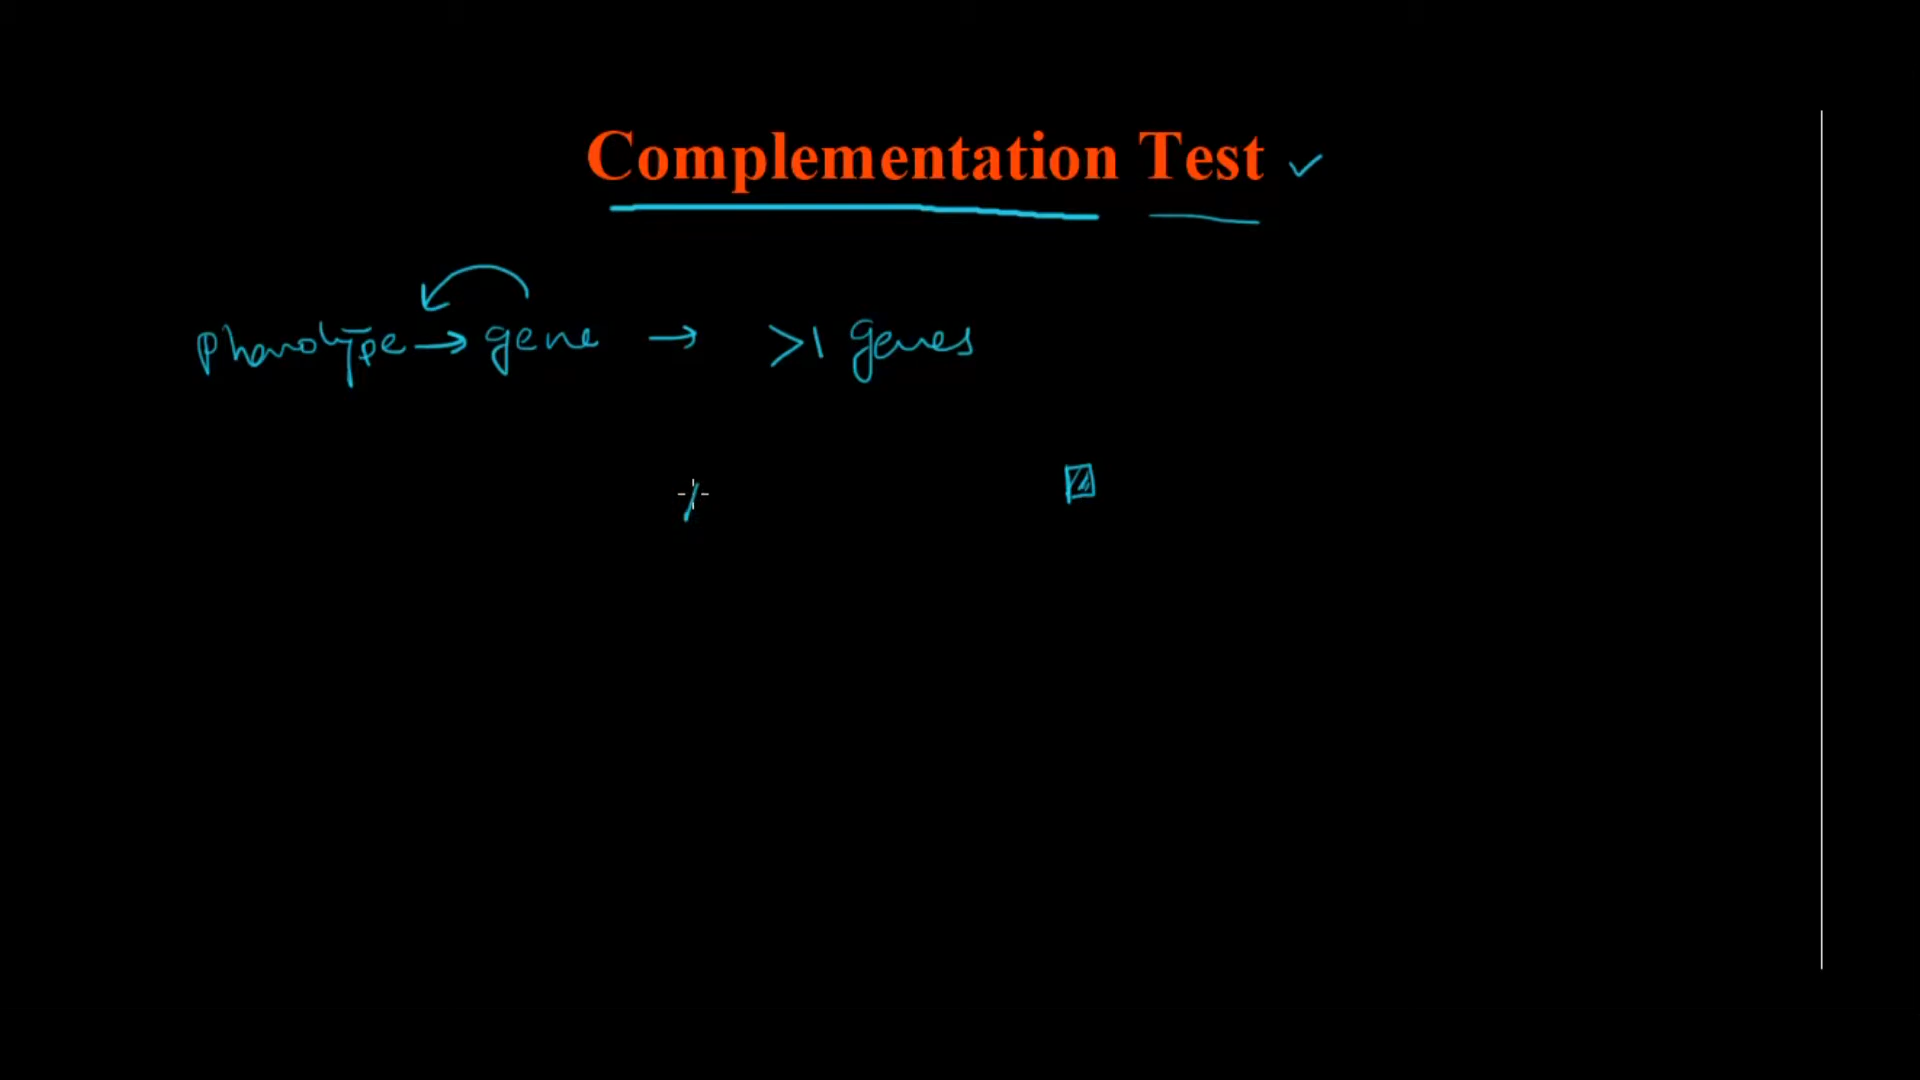 Complementation Test ✓
phenotype → gene → >1 genes